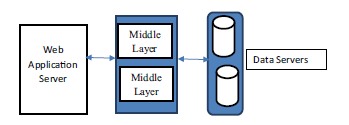 Web
Application
Server
Middle
Layer
Middle
Layer
Data Servers